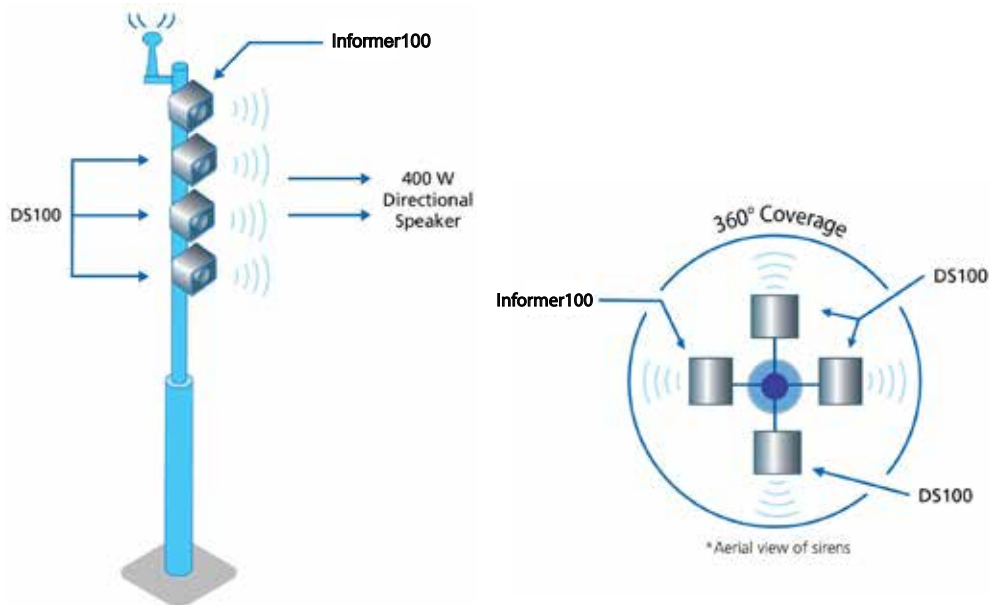 Informer100
DS100
400 W
Directional
Speaker
360° Coverage
DS100
Informer100
DS100
*Aerial view of sirens